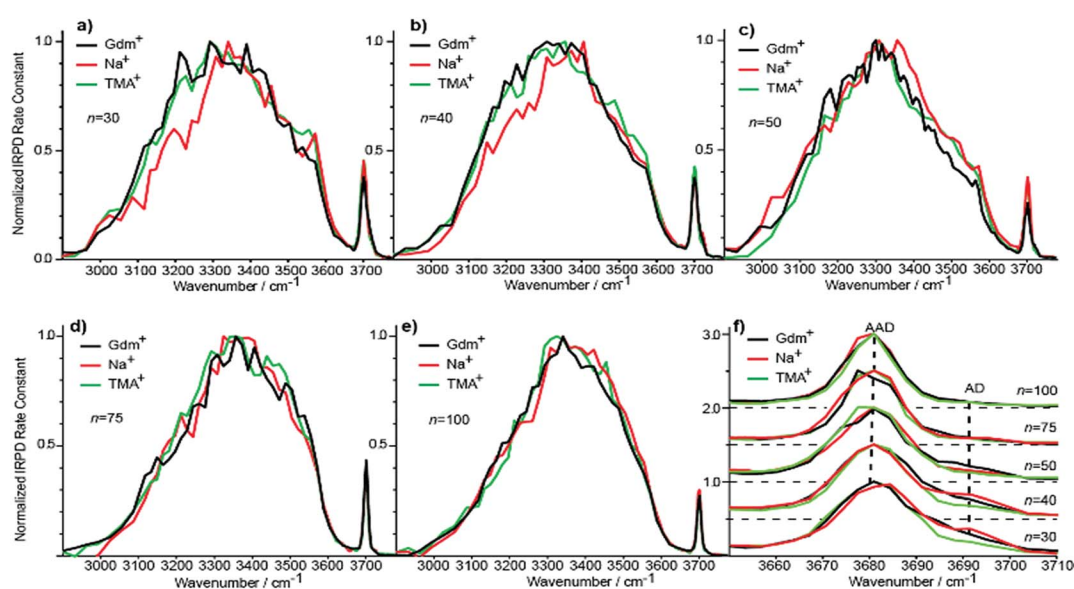 a)
Gdm+
Na+
TMA+
n=30
Normalized IRPD Rate Constant
1.0
0.5
0.0
3000 3100 3200 3300 3400 3500 3600 3700
Wavenumber / cm-1
b)
Gdm+
Na+
TMA+
n=40
1.0
0.5
3000 3100 3200 3300 3400 3500 3600 3700
Wavenumber / cm-1
c)
Gdm+
Na+
TMA+
n=50
1.0
0.5
3000 3100 3200 3300 3400 3500 3600 3700
Wavenumber / cm-1
d)
Gdm+
Na+
TMA+
n=75
Normalized IRPD Rate Constant
1.0
0.5
3000 3100 3200 3300 3400 3500 3600 3700
Wavenumber / cm-1
e)
Gdm+
Na+
TMA+
n=100
1.0
0.5
3000 3100 3200 3300 3400 3500 3600 3700
Wavenumber / cm-1
f)
Gdm+
Na+
TMA+
AAD
AD
3.0
2.0
1.0
n=100
n=75
n=50
n=40
n=30
3660 3670 3680 3690 3700 3710
Wavenumber / cm-1